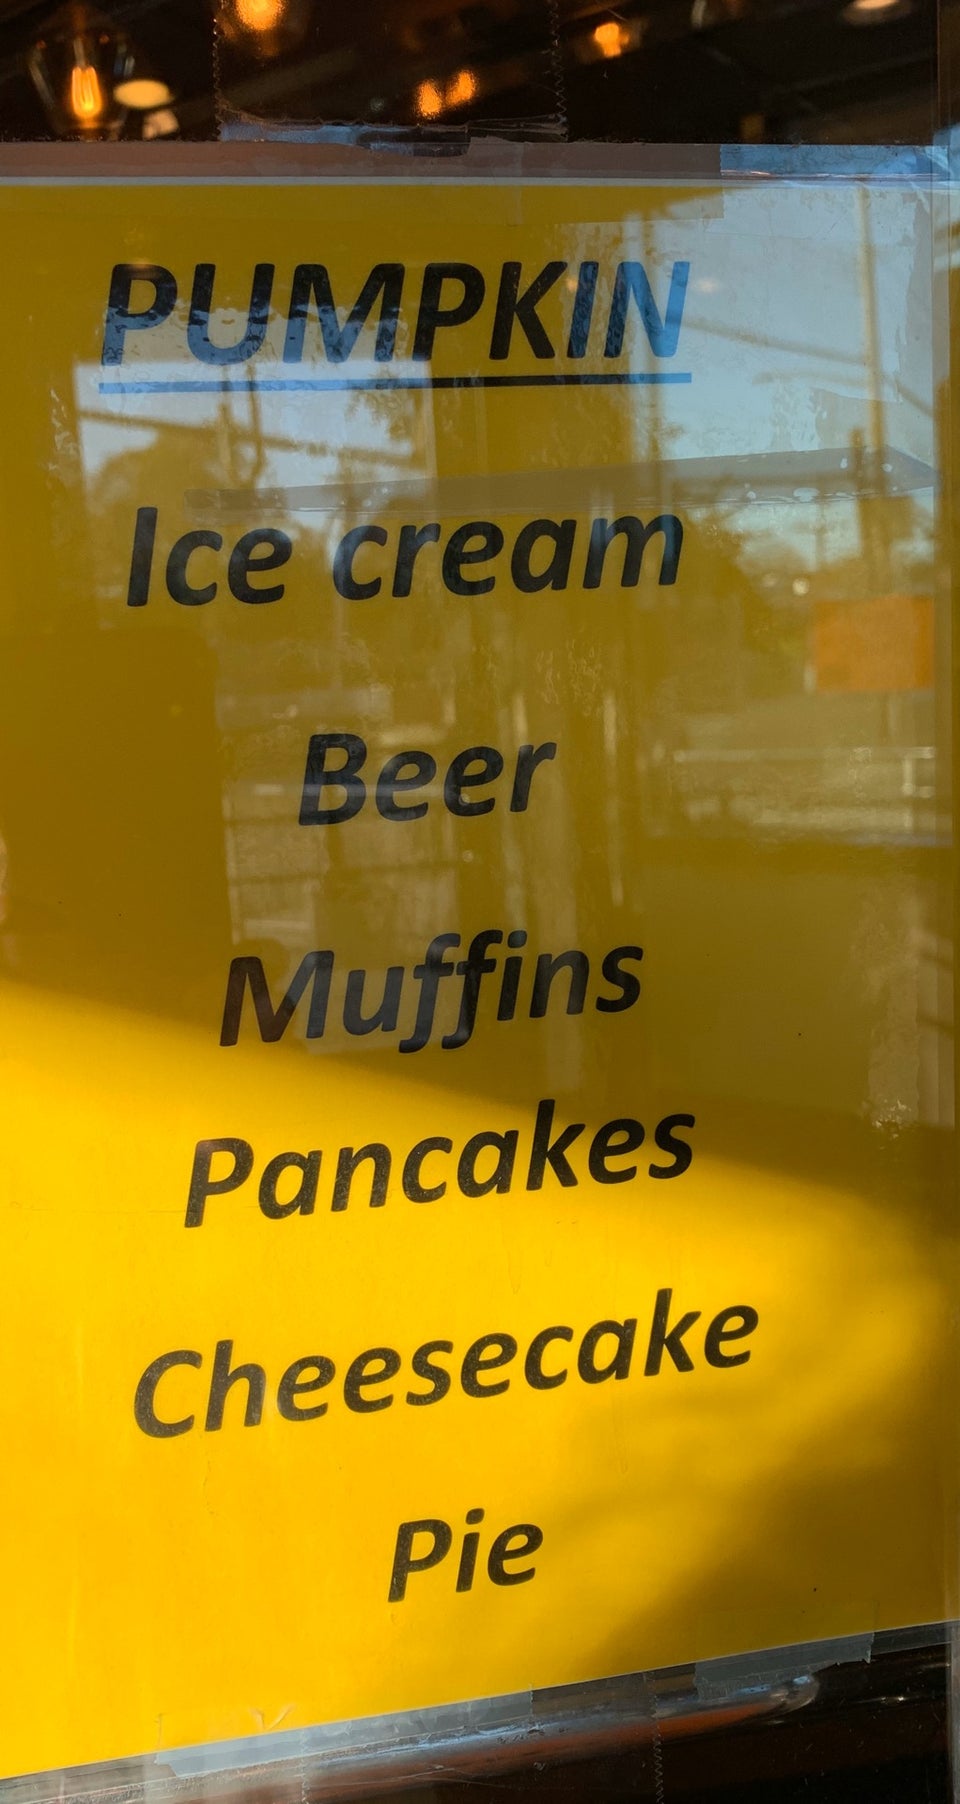 PUMPKIN
Ice cream
Beer
Muffins
Pancakes
Cheesecake
Pie